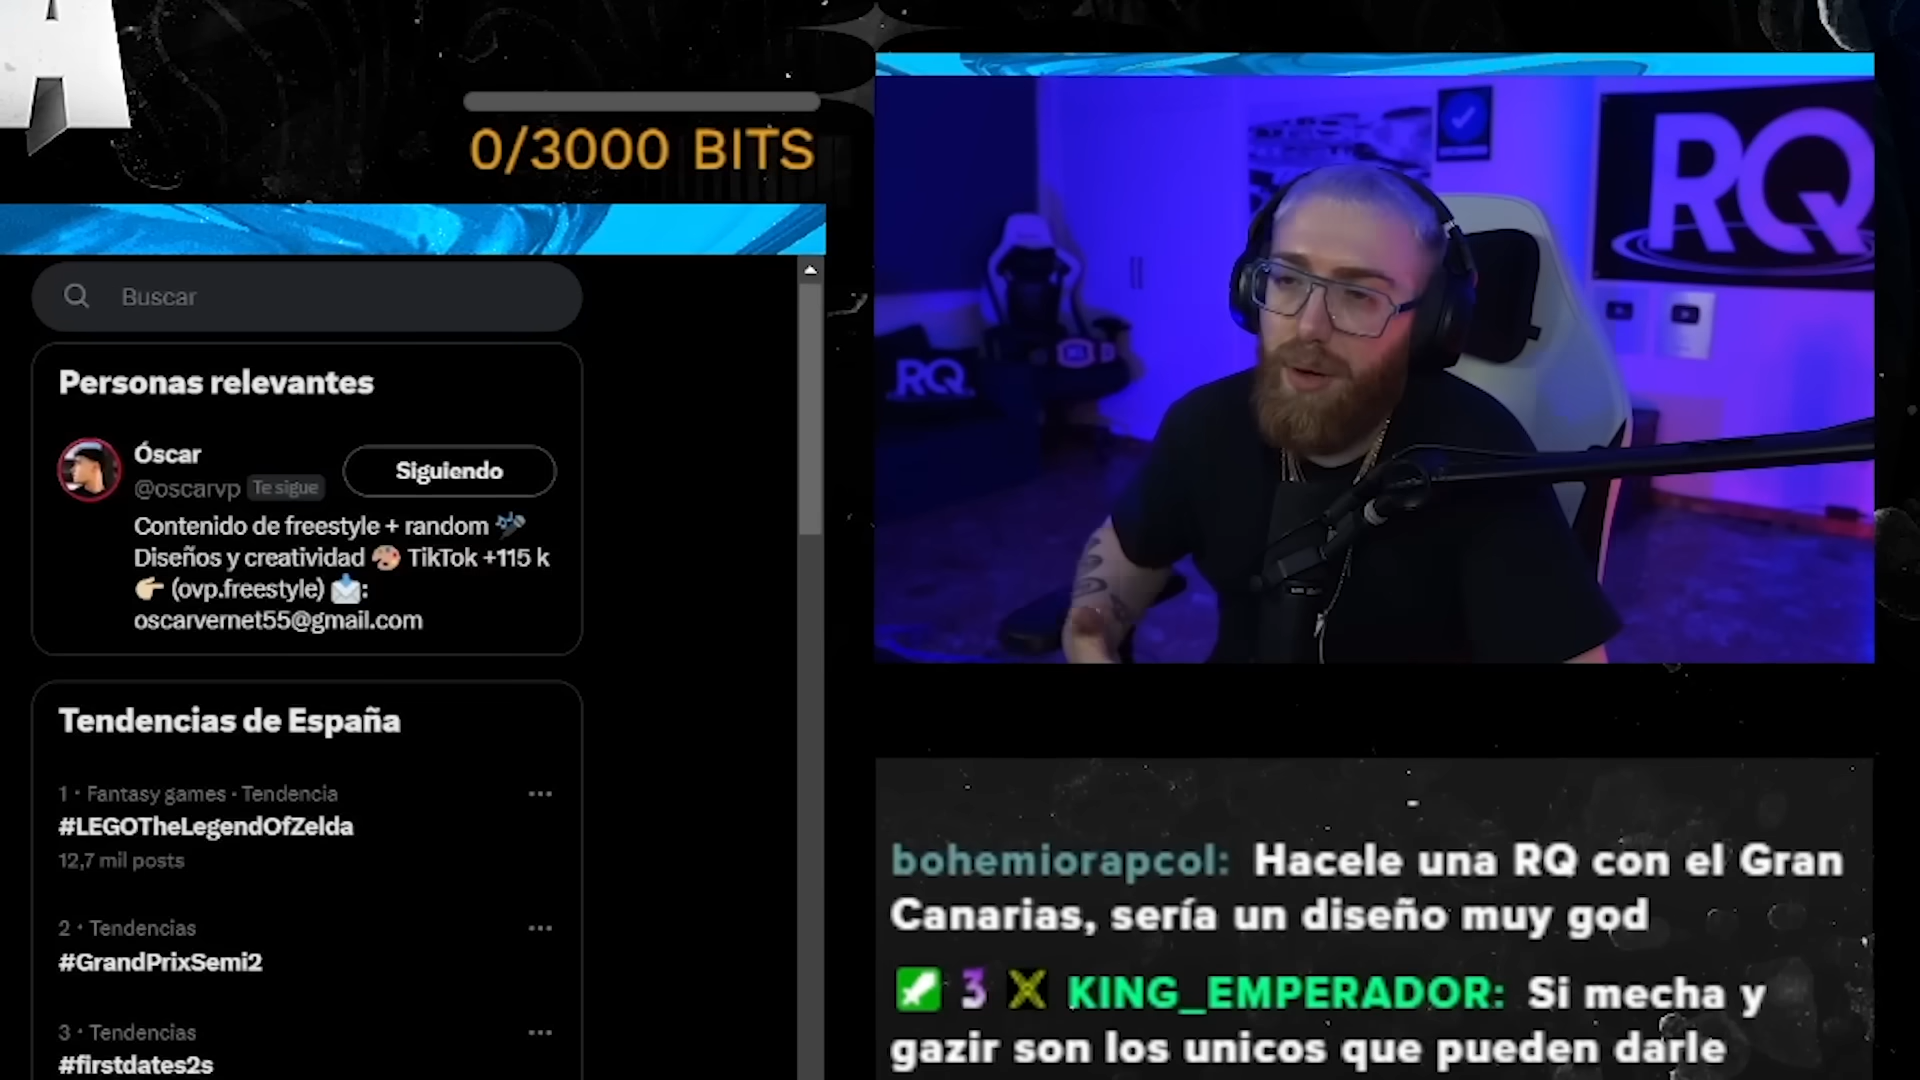 A
0/3000 BITS
Buscar
Personas relevantes
Óscar
@oscarvp Te sigue
Siguiendo
Contenido de freestyle + random
Diseños y creatividad TikTok +115 k
(ovp.freestyle) :
oscarvernet55@gmail.com
Tendencias de España
1 · Fantasy games · Tendencia
#LEGOTheLegendOfZelda
12,7 mil posts
2 · Tendencias
#GrandPrixSemi2
3 · Tendencias
#firstdates2s
RQ
RQ
bohemiorapcol: Hacele una RQ con el Gran
Canarias, sería un diseño muy god
3 KING_EMPERADOR: Si mecha y
gazir son los unicos que pueden darle